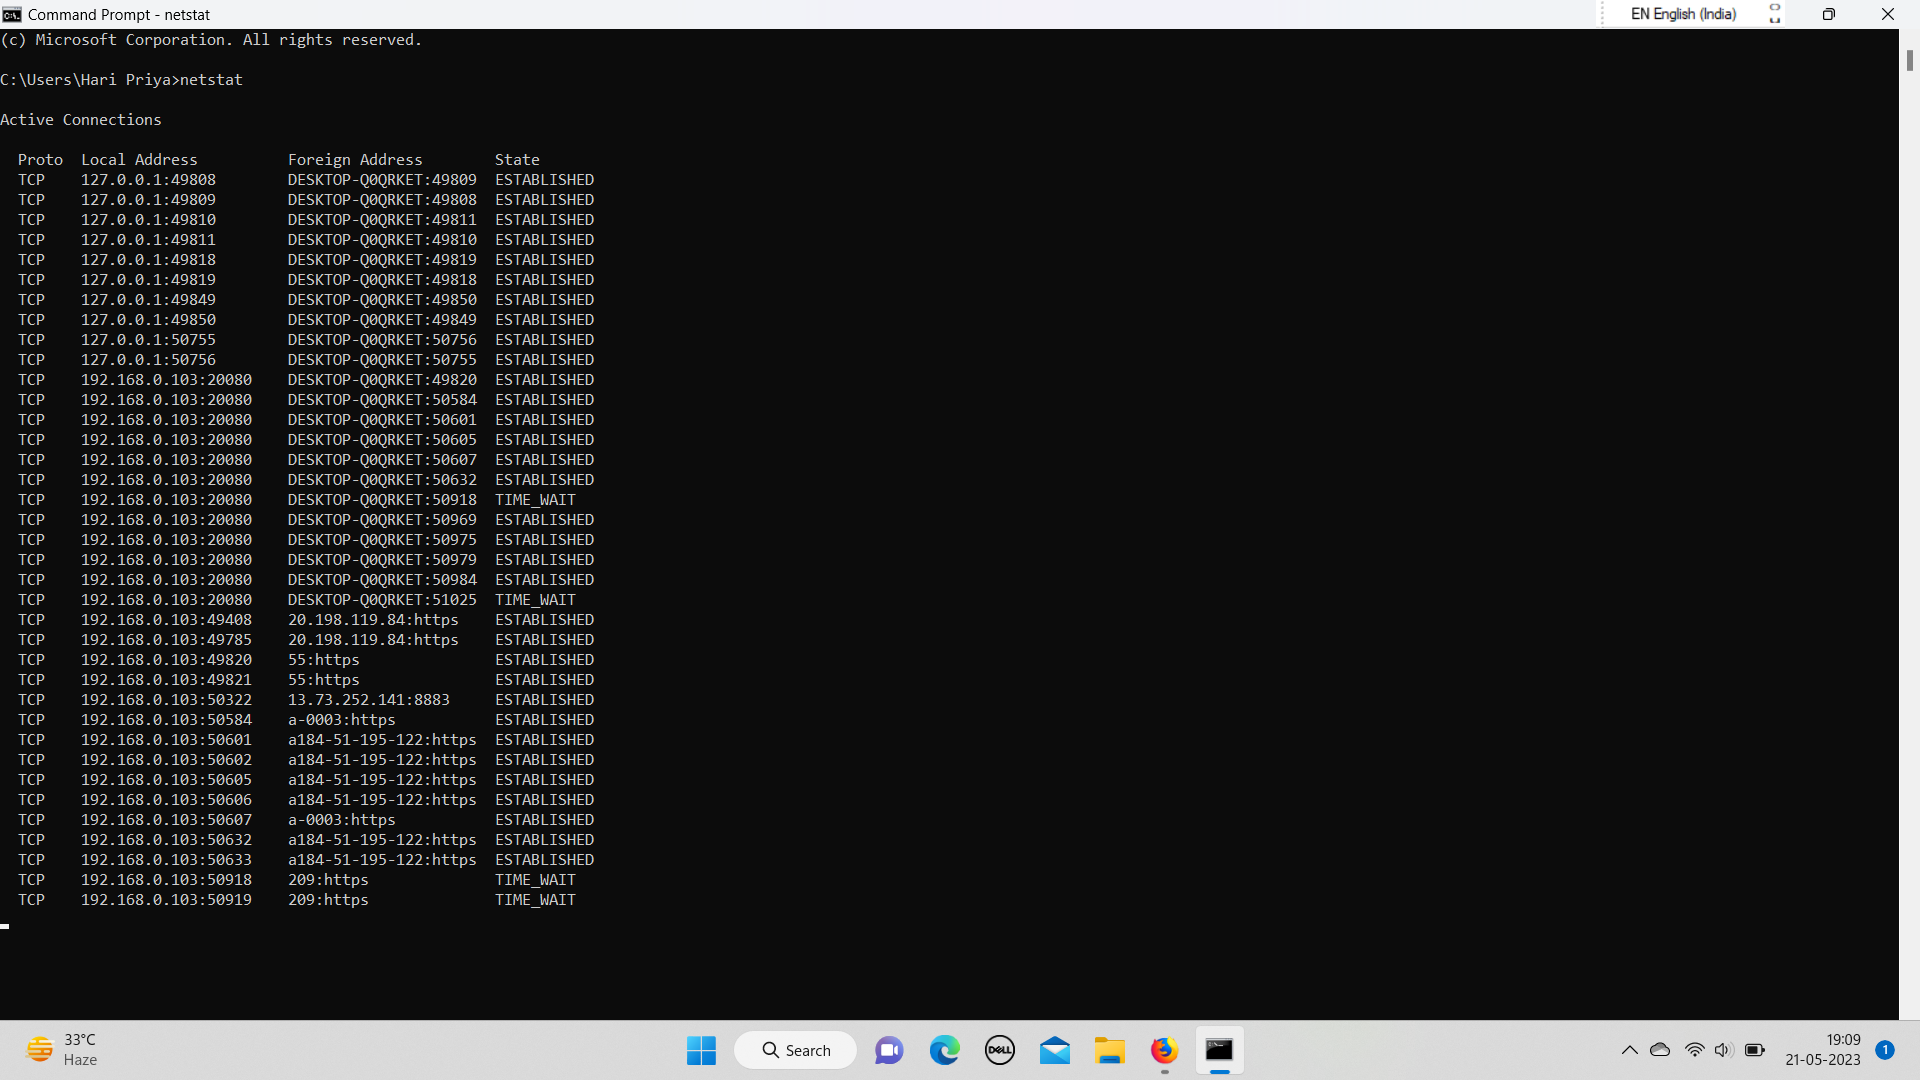 Command Prompt - netstat
EN English (India)
(c) Microsoft Corporation. All rights reserved.
C:\Users\Hari Priya>netstat
Active Connections
Proto  Local Address          Foreign Address        State
TCP    127.0.0.1:49808        DESKTOP-Q0QRKET:49809  ESTABLISHED
TCP    127.0.0.1:49809        DESKTOP-Q0QRKET:49808  ESTABLISHED
TCP    127.0.0.1:49810        DESKTOP-Q0QRKET:49811  ESTABLISHED
TCP    127.0.0.1:49811        DESKTOP-Q0QRKET:49810  ESTABLISHED
TCP    127.0.0.1:49818        DESKTOP-Q0QRKET:49819  ESTABLISHED
TCP    127.0.0.1:49819        DESKTOP-Q0QRKET:49818  ESTABLISHED
TCP    127.0.0.1:49849        DESKTOP-Q0QRKET:49850  ESTABLISHED
TCP    127.0.0.1:49850        DESKTOP-Q0QRKET:49849  ESTABLISHED
TCP    127.0.0.1:50755        DESKTOP-Q0QRKET:50756  ESTABLISHED
TCP    127.0.0.1:50756        DESKTOP-Q0QRKET:50755  ESTABLISHED
TCP    192.168.0.103:20080    DESKTOP-Q0QRKET:49820  ESTABLISHED
TCP    192.168.0.103:20080    DESKTOP-Q0QRKET:50584  ESTABLISHED
TCP    192.168.0.103:20080    DESKTOP-Q0QRKET:50601  ESTABLISHED
TCP    192.168.0.103:20080    DESKTOP-Q0QRKET:50605  ESTABLISHED
TCP    192.168.0.103:20080    DESKTOP-Q0QRKET:50607  ESTABLISHED
TCP    192.168.0.103:20080    DESKTOP-Q0QRKET:50632  ESTABLISHED
TCP    192.168.0.103:20080    DESKTOP-Q0QRKET:50918  TIME_WAIT
TCP    192.168.0.103:20080    DESKTOP-Q0QRKET:50969  ESTABLISHED
TCP    192.168.0.103:20080    DESKTOP-Q0QRKET:50975  ESTABLISHED
TCP    192.168.0.103:20080    DESKTOP-Q0QRKET:50979  ESTABLISHED
TCP    192.168.0.103:20080    DESKTOP-Q0QRKET:50984  ESTABLISHED
TCP    192.168.0.103:20080    DESKTOP-Q0QRKET:51025  TIME_WAIT
TCP    192.168.0.103:49408    20.198.119.84:https    ESTABLISHED
TCP    192.168.0.103:49785    20.198.119.84:https    ESTABLISHED
TCP    192.168.0.103:49820    55:https               ESTABLISHED
TCP    192.168.0.103:49821    55:https               ESTABLISHED
TCP    192.168.0.103:50322    13.73.252.141:8883     ESTABLISHED
TCP    192.168.0.103:50584    a-0003:https           ESTABLISHED
TCP    192.168.0.103:50601    a184-51-195-122:https  ESTABLISHED
TCP    192.168.0.103:50602    a184-51-195-122:https  ESTABLISHED
TCP    192.168.0.103:50605    a184-51-195-122:https  ESTABLISHED
TCP    192.168.0.103:50606    a184-51-195-122:https  ESTABLISHED
TCP    192.168.0.103:50607    a-0003:https           ESTABLISHED
TCP    192.168.0.103:50632    a184-51-195-122:https  ESTABLISHED
TCP    192.168.0.103:50633    a184-51-195-122:https  ESTABLISHED
TCP    192.168.0.103:50918    209:https              TIME_WAIT
TCP    192.168.0.103:50919    209:https              TIME_WAIT
33°C
Haze
Search
DELL
19:09
21-05-2023
1